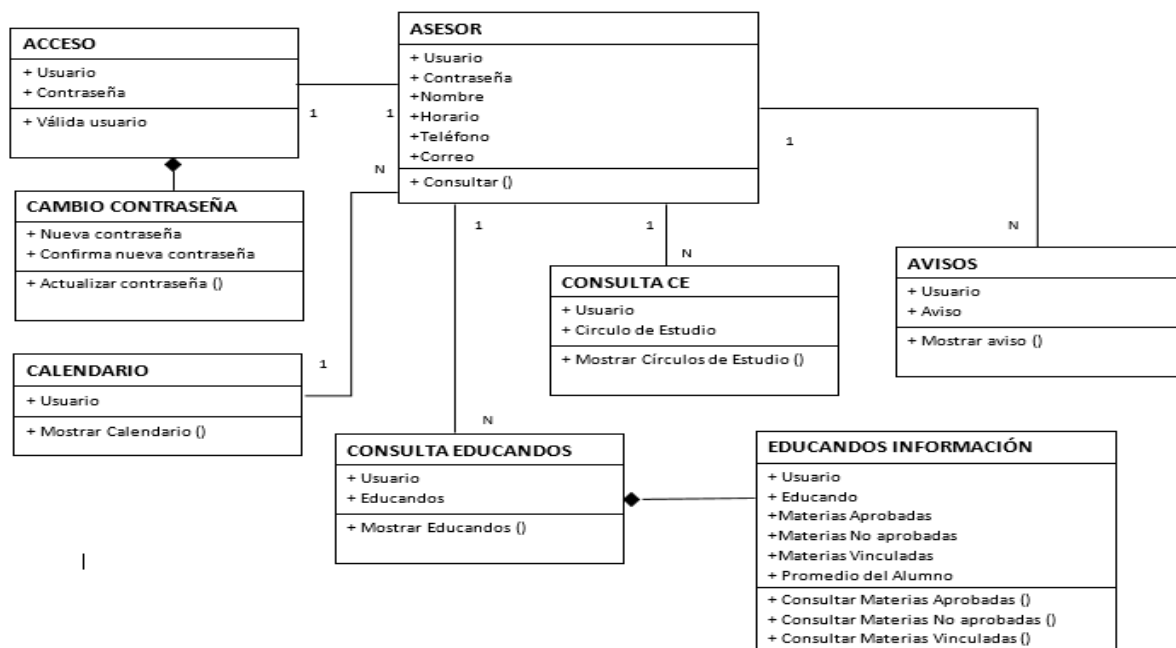 ACCESO
+ Usuario
+ Contraseña
+ Válida usuario
ASESOR
+ Usuario
+ Contraseña
+Nombre
+Horario
+Teléfono
+Correo
+ Consultar ()
1
1
1
N
CAMBIO CONTRASEÑA
+ Nueva contraseña
+ Confirma nueva contraseña
+ Actualizar contraseña ()
1
1
N
N
CONSULTA CE
+ Usuario
+ Circulo de Estudio
+ Mostrar Círculos de Estudio ()
AVISOS
+ Usuario
+ Aviso
+ Mostrar aviso ()
CALENDARIO
+ Usuario
+ Mostrar Calendario ()
1
N
CONSULTA EDUCANDOS
+ Usuario
+ Educandos
+ Mostrar Educandos ()
EDUCANDOS INFORMACIÓN
+ Usuario
+ Educando
+Materias Aprobadas
+Materias No aprobadas
+Materias Vinculadas
+ Promedio del Alumno
+ Consultar Materias Aprobadas ()
+ Consultar Materias No aprobadas ()
+ Consultar Materias Vinculadas ()